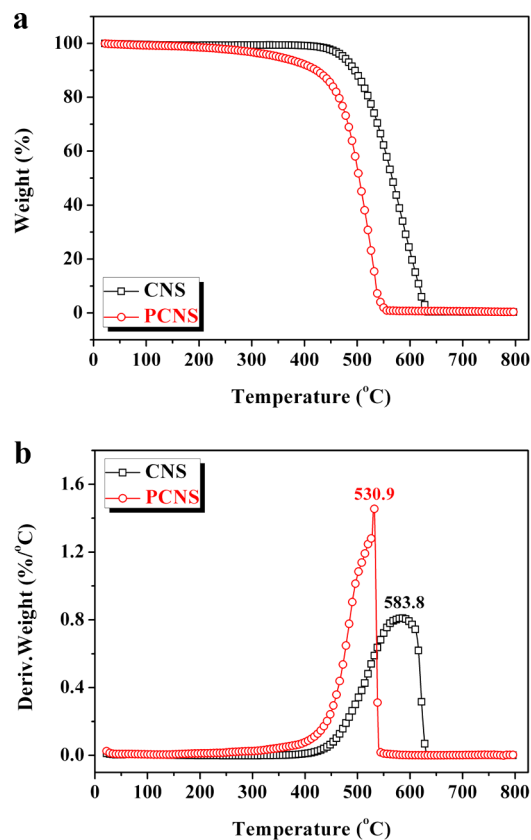 a
100
80
60
40
20
0
Weight (%)
CNS
PCNS
0 100 200 300 400 500 600 700 800
Temperature (°C)
b
1.6
1.2
0.8
0.4
0.0
Deriv.Weight (%/°C)
CNS
PCNS
530.9
583.8
0 100 200 300 400 500 600 700 800
Temperature (°C)